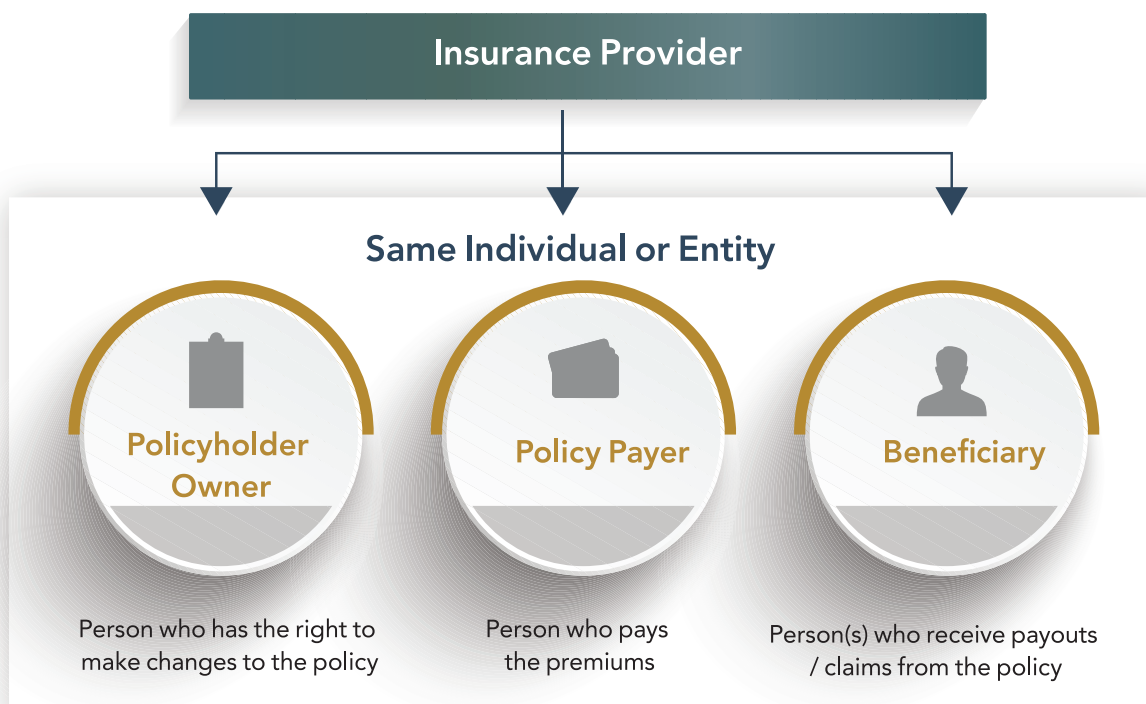 Insurance Provider
Same Individual or Entity
Policyholder
Owner
Policy Payer
Beneficiary
Person who has the right to
make changes to the policy
Person who pays
the premiums
Person(s) who receive payouts
/ claims from the policy